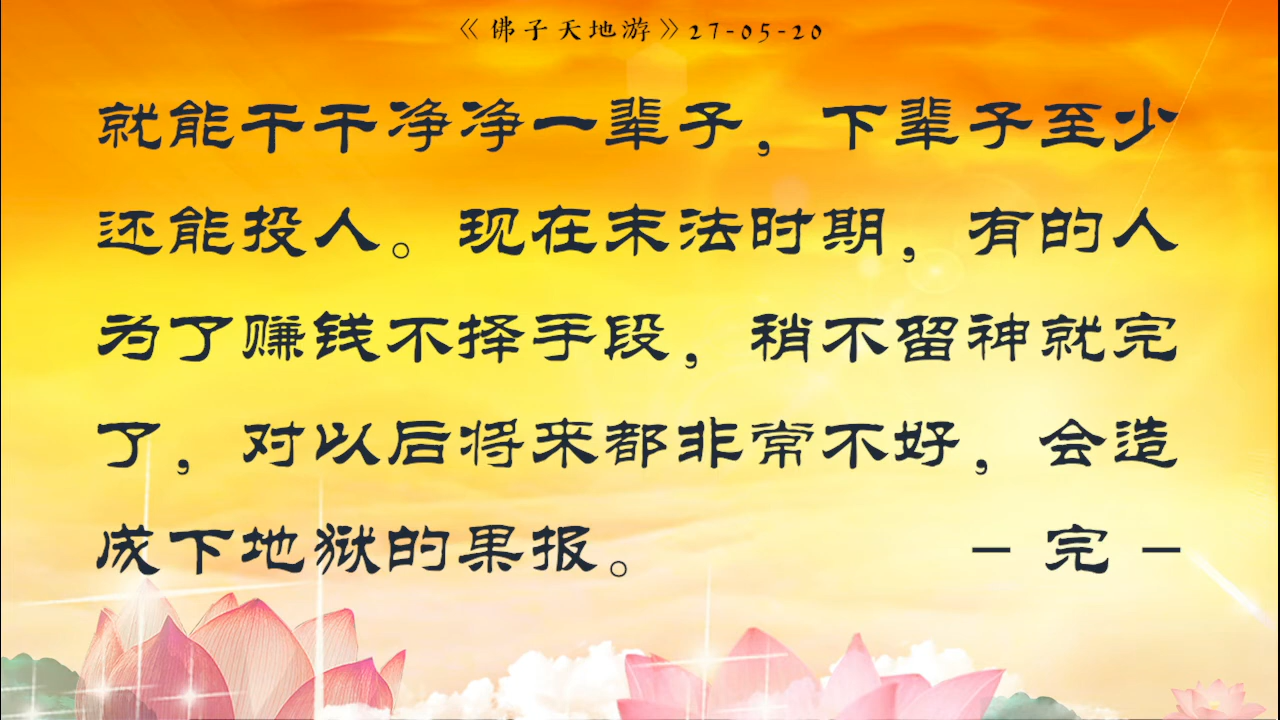 《佛子天地游》27-05-20
就能干干净净一辈子，下辈子至少
还能投人。现在末法时期，有的人
为了赚钱不择手段，稍不留神就完
了，对以后将来都非常不好，会造
成下地狱的果报。 － 完 －